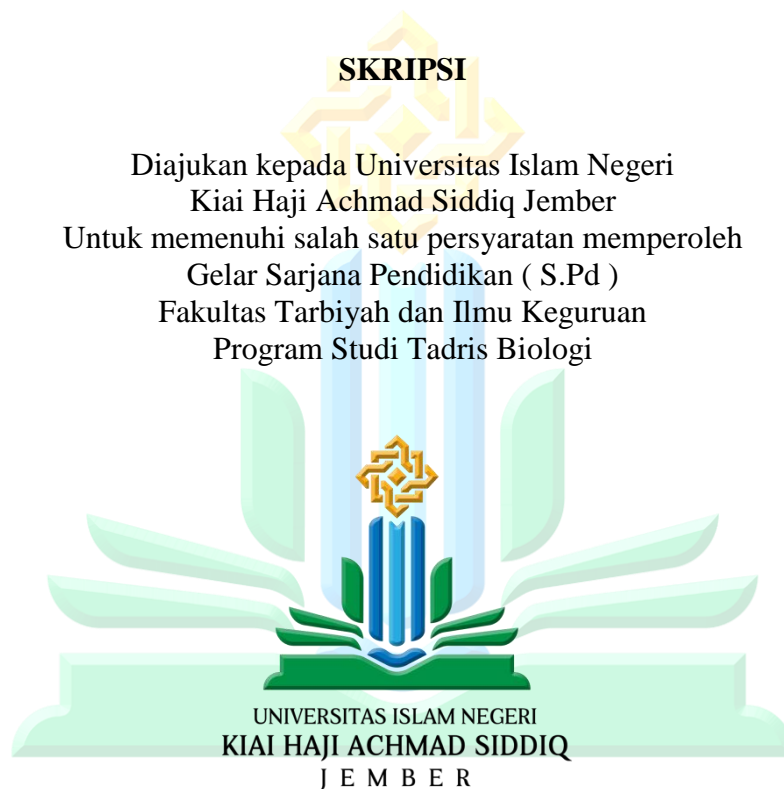 SKRIPSI
Diajukan kepada Universitas Islam Negeri
Kiai Haji Achmad Siddiq Jember
Untuk memenuhi salah satu persyaratan memperoleh
Gelar Sarjana Pendidikan ( S.Pd )
Fakultas Tarbiyah dan Ilmu Keguruan
Program Studi Tadris Biologi
UNIVERSITAS ISLAM NEGERI
KIAI HAJI ACHMAD SIDDIQ
J E M B E R